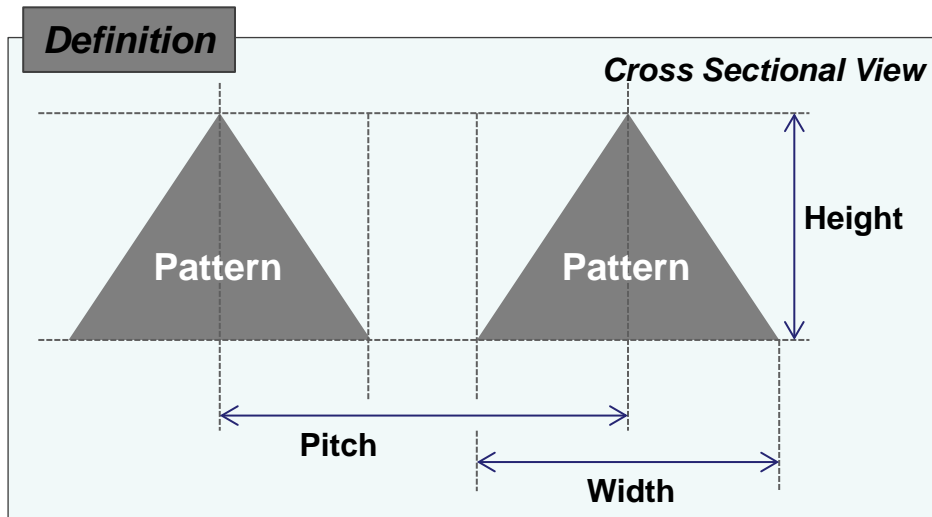 Definition
Cross Sectional View
Height
Pattern
Pattern
Pitch
Width